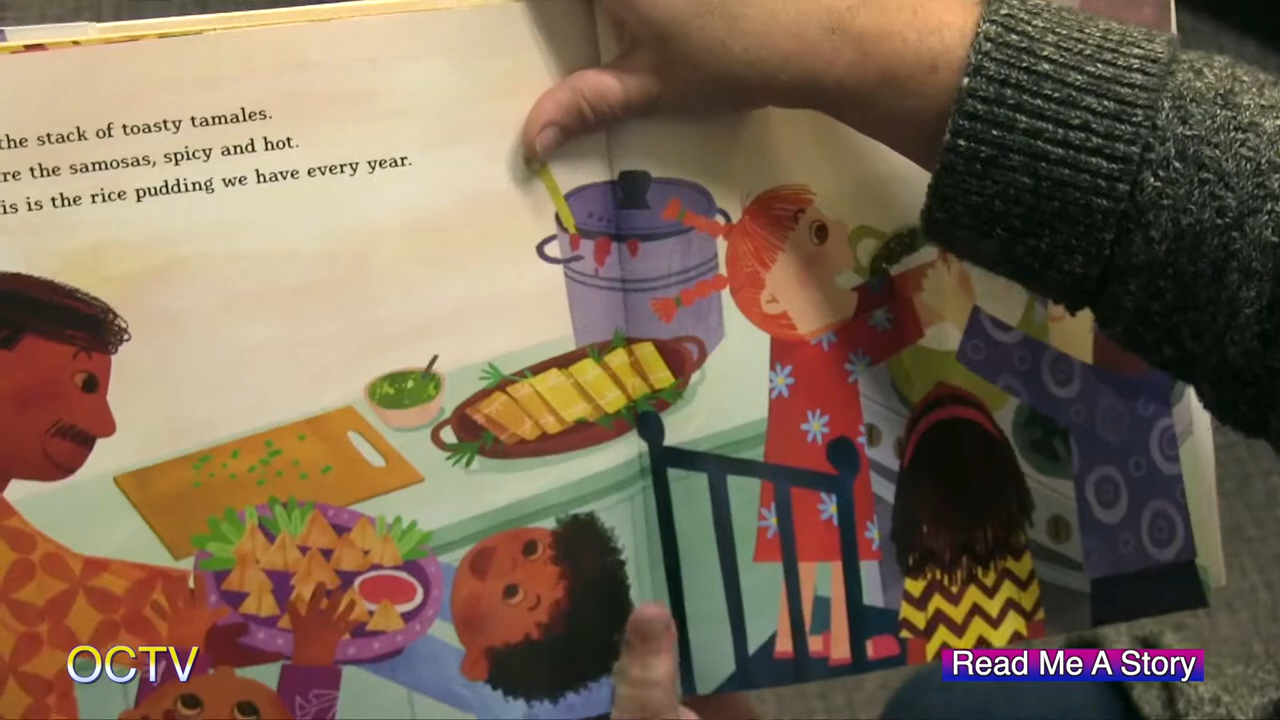 the stack of toasty tamales.
re the samosas, spicy and hot.
is is the rice pudding we have every year.
OCTV
Read Me A Story